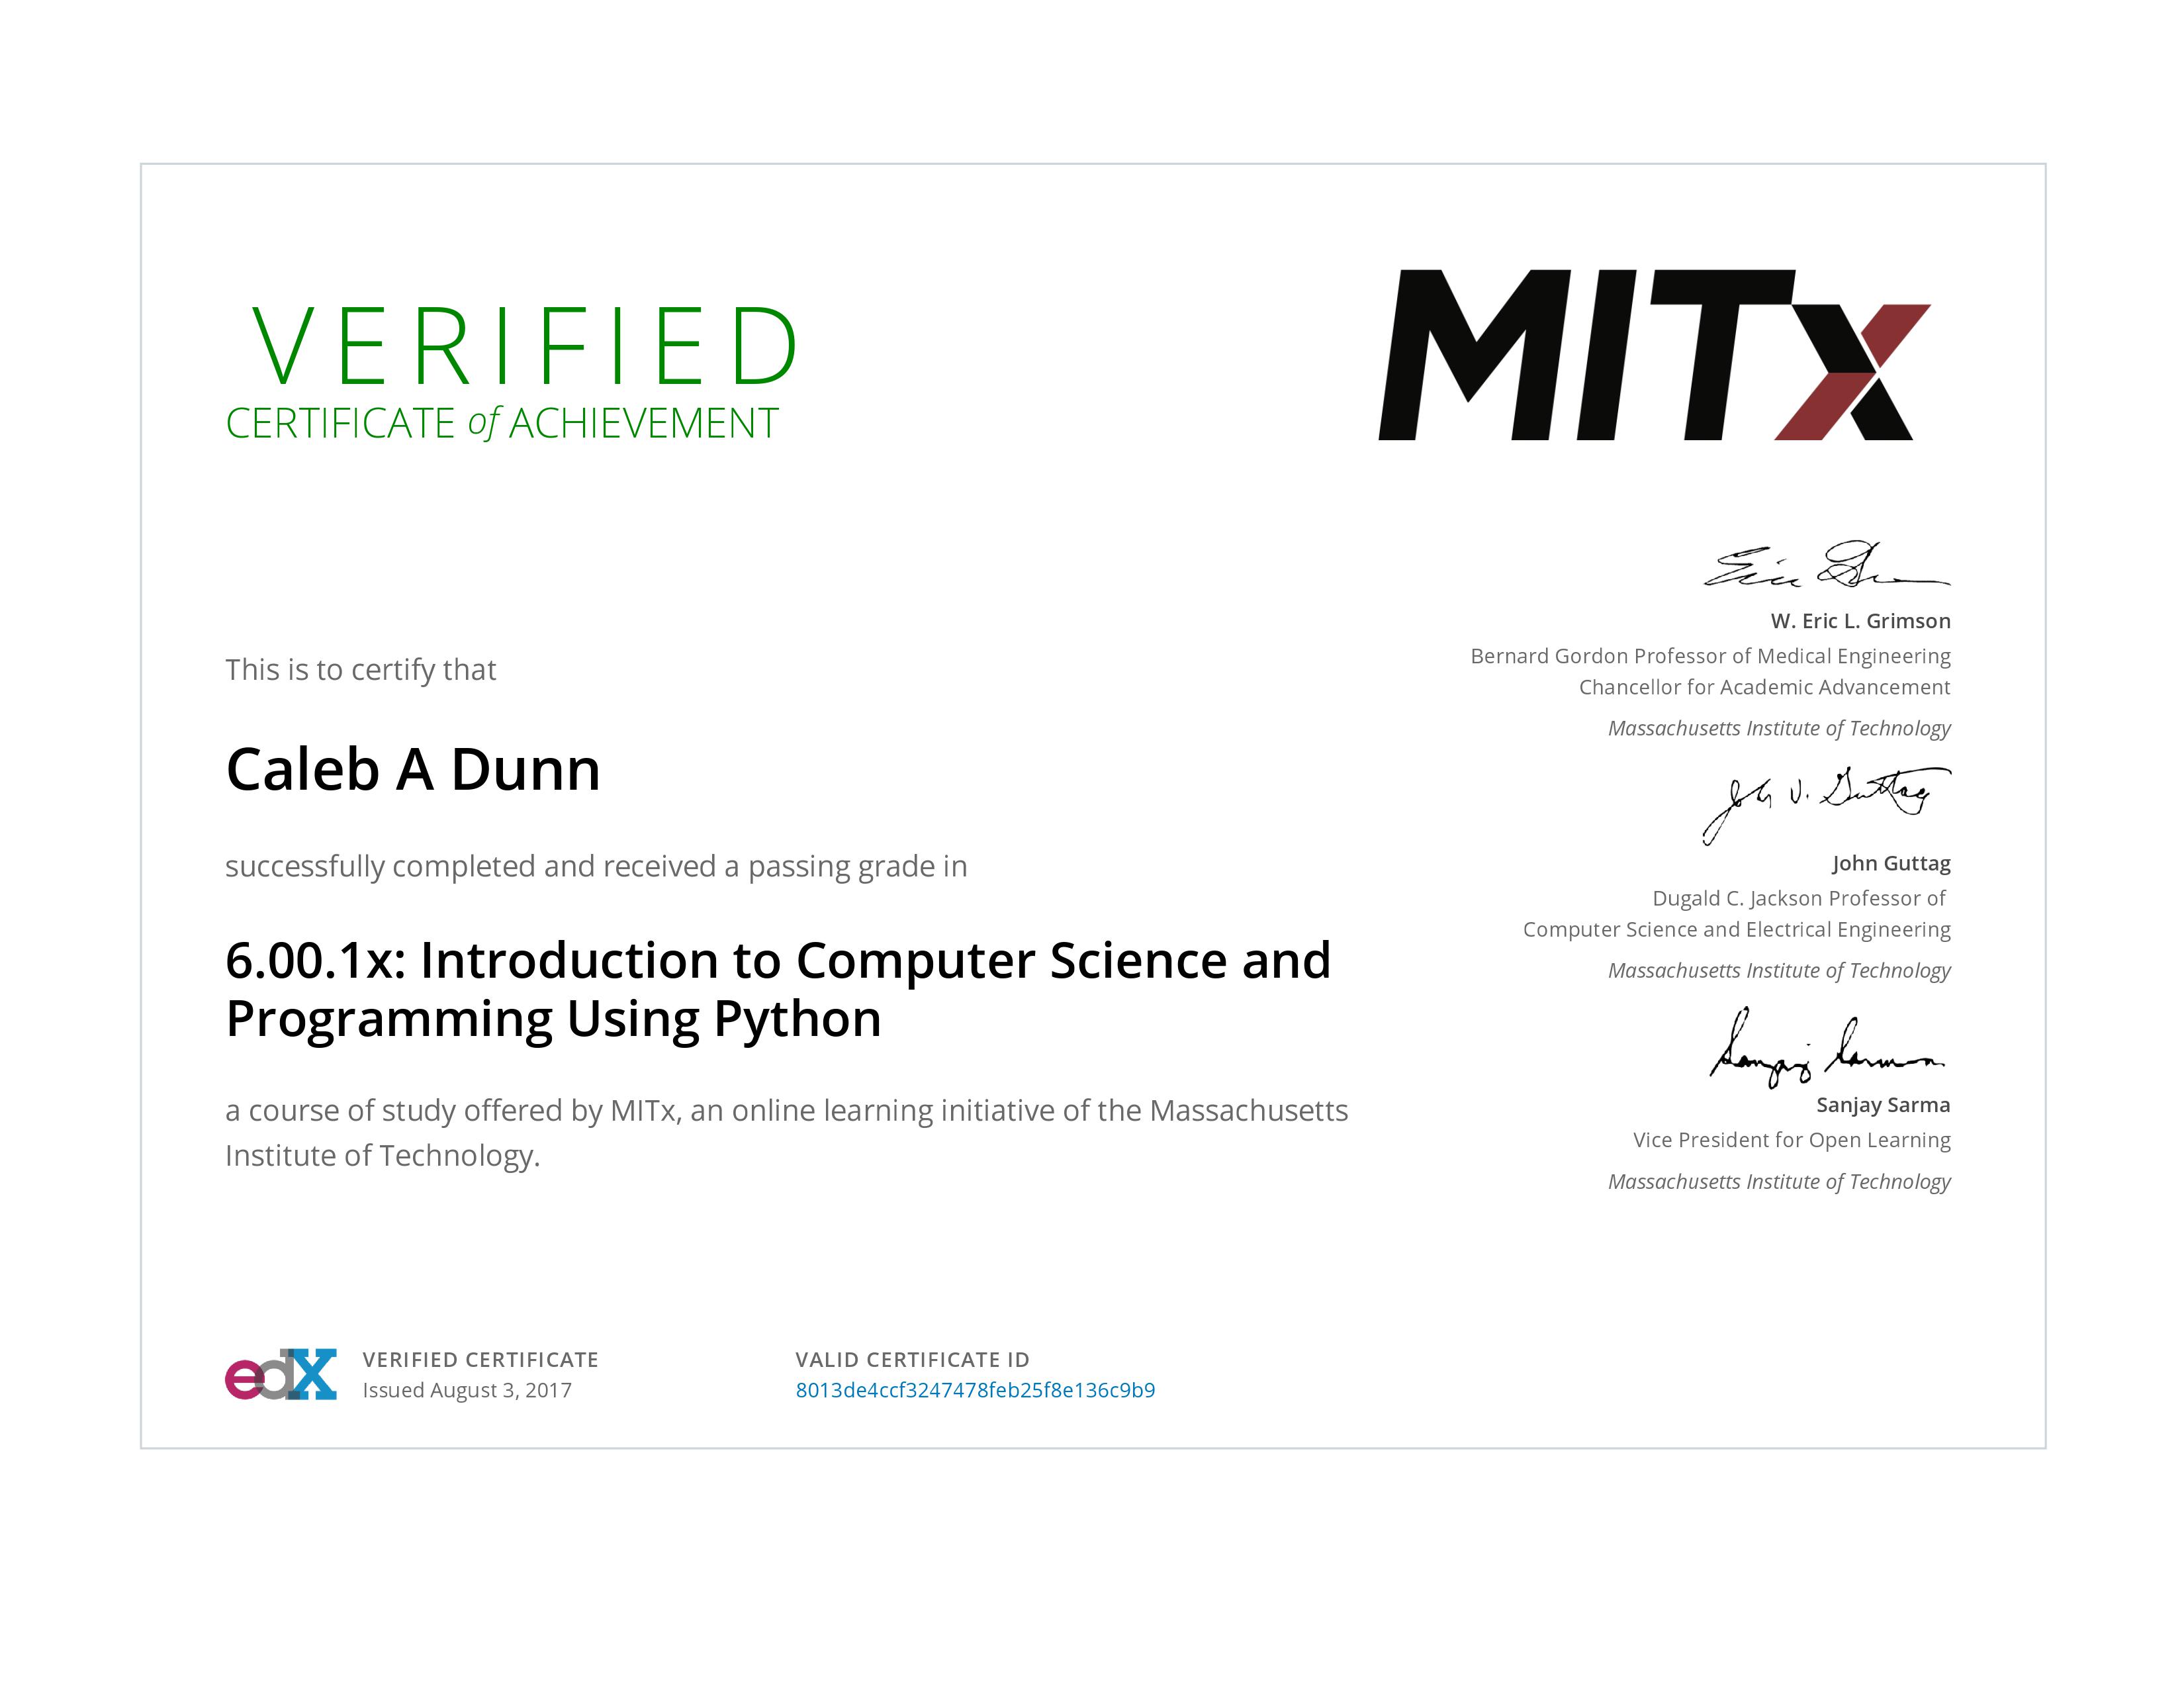 VERIFIED
CERTIFICATE of ACHIEVEMENT
MITx
This is to certify that
Caleb A Dunn
successfully completed and received a passing grade in
6.00.1x: Introduction to Computer Science and
Programming Using Python
a course of study offered by MITx, an online learning initiative of the Massachusetts
Institute of Technology.
W. Eric L. Grimson
Bernard Gordon Professor of Medical Engineering
Chancellor for Academic Advancement
Massachusetts Institute of Technology
John V. Guttag
John Guttag
Dugald C. Jackson Professor of
Computer Science and Electrical Engineering
Massachusetts Institute of Technology
Sanjay Sarma
Vice President for Open Learning
Massachusetts Institute of Technology
edX
VERIFIED CERTIFICATE
Issued August 3, 2017
VALID CERTIFICATE ID
8013de4ccf3247478feb25f8e136c9b9